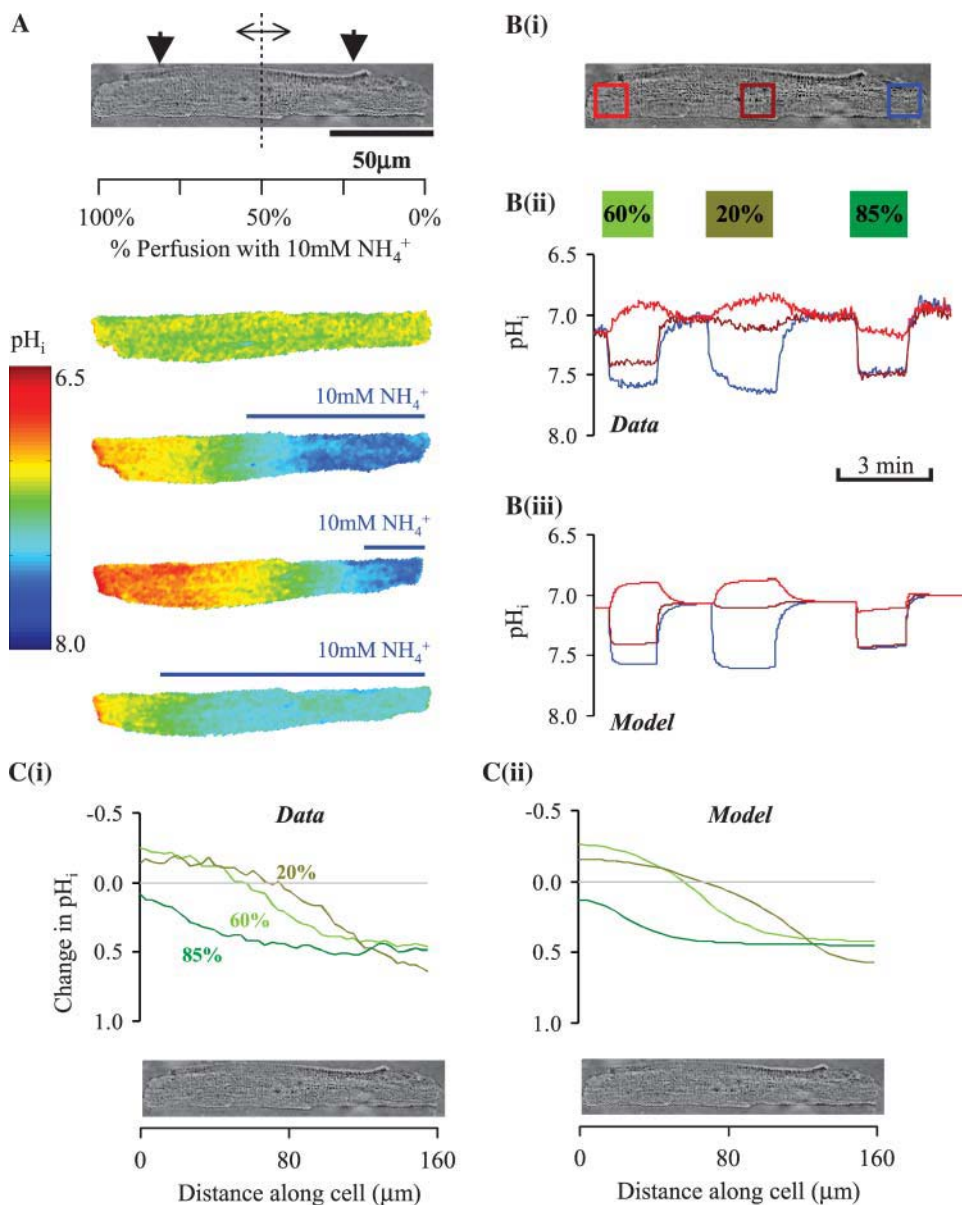 A
50μm
100% 50% 0%
% Perfusion with 10mM NH₄⁺
pHᵢ
6.5
8.0
10mM NH₄⁺
10mM NH₄⁺
10mM NH₄⁺
B(i)
B(ii)
60% 20% 85%
6.5
7.0
7.5
8.0
pHᵢ
Data
3 min
B(iii)
6.5
7.0
7.5
8.0
pHᵢ
Model
C(i)
Data
-0.5
0.0
0.5
1.0
Change in pHᵢ
20%
60%
85%
0 80 160
Distance along cell (μm)
C(ii)
Model
-0.5
0.0
0.5
1.0
0 80 160
Distance along cell (μm)